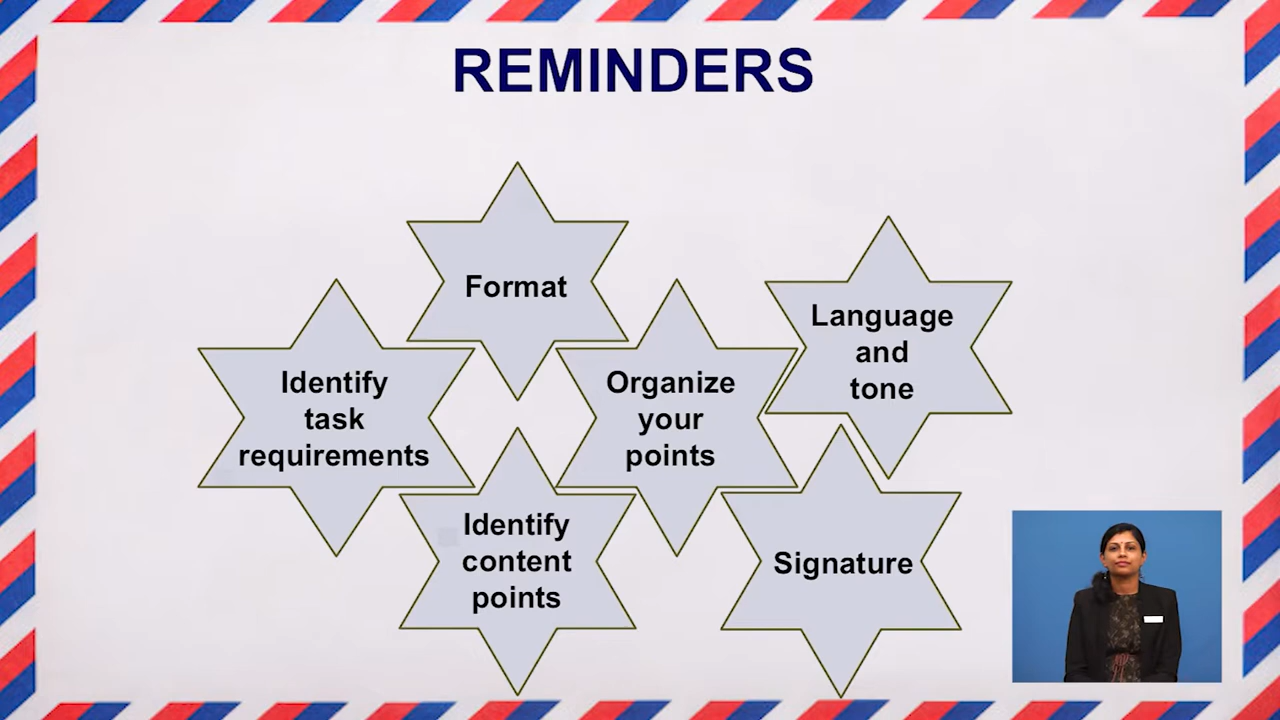 REMINDERS
Format
Language
and
tone
Identify
task
requirements
Organize
your
points
Identify
content
points
Signature